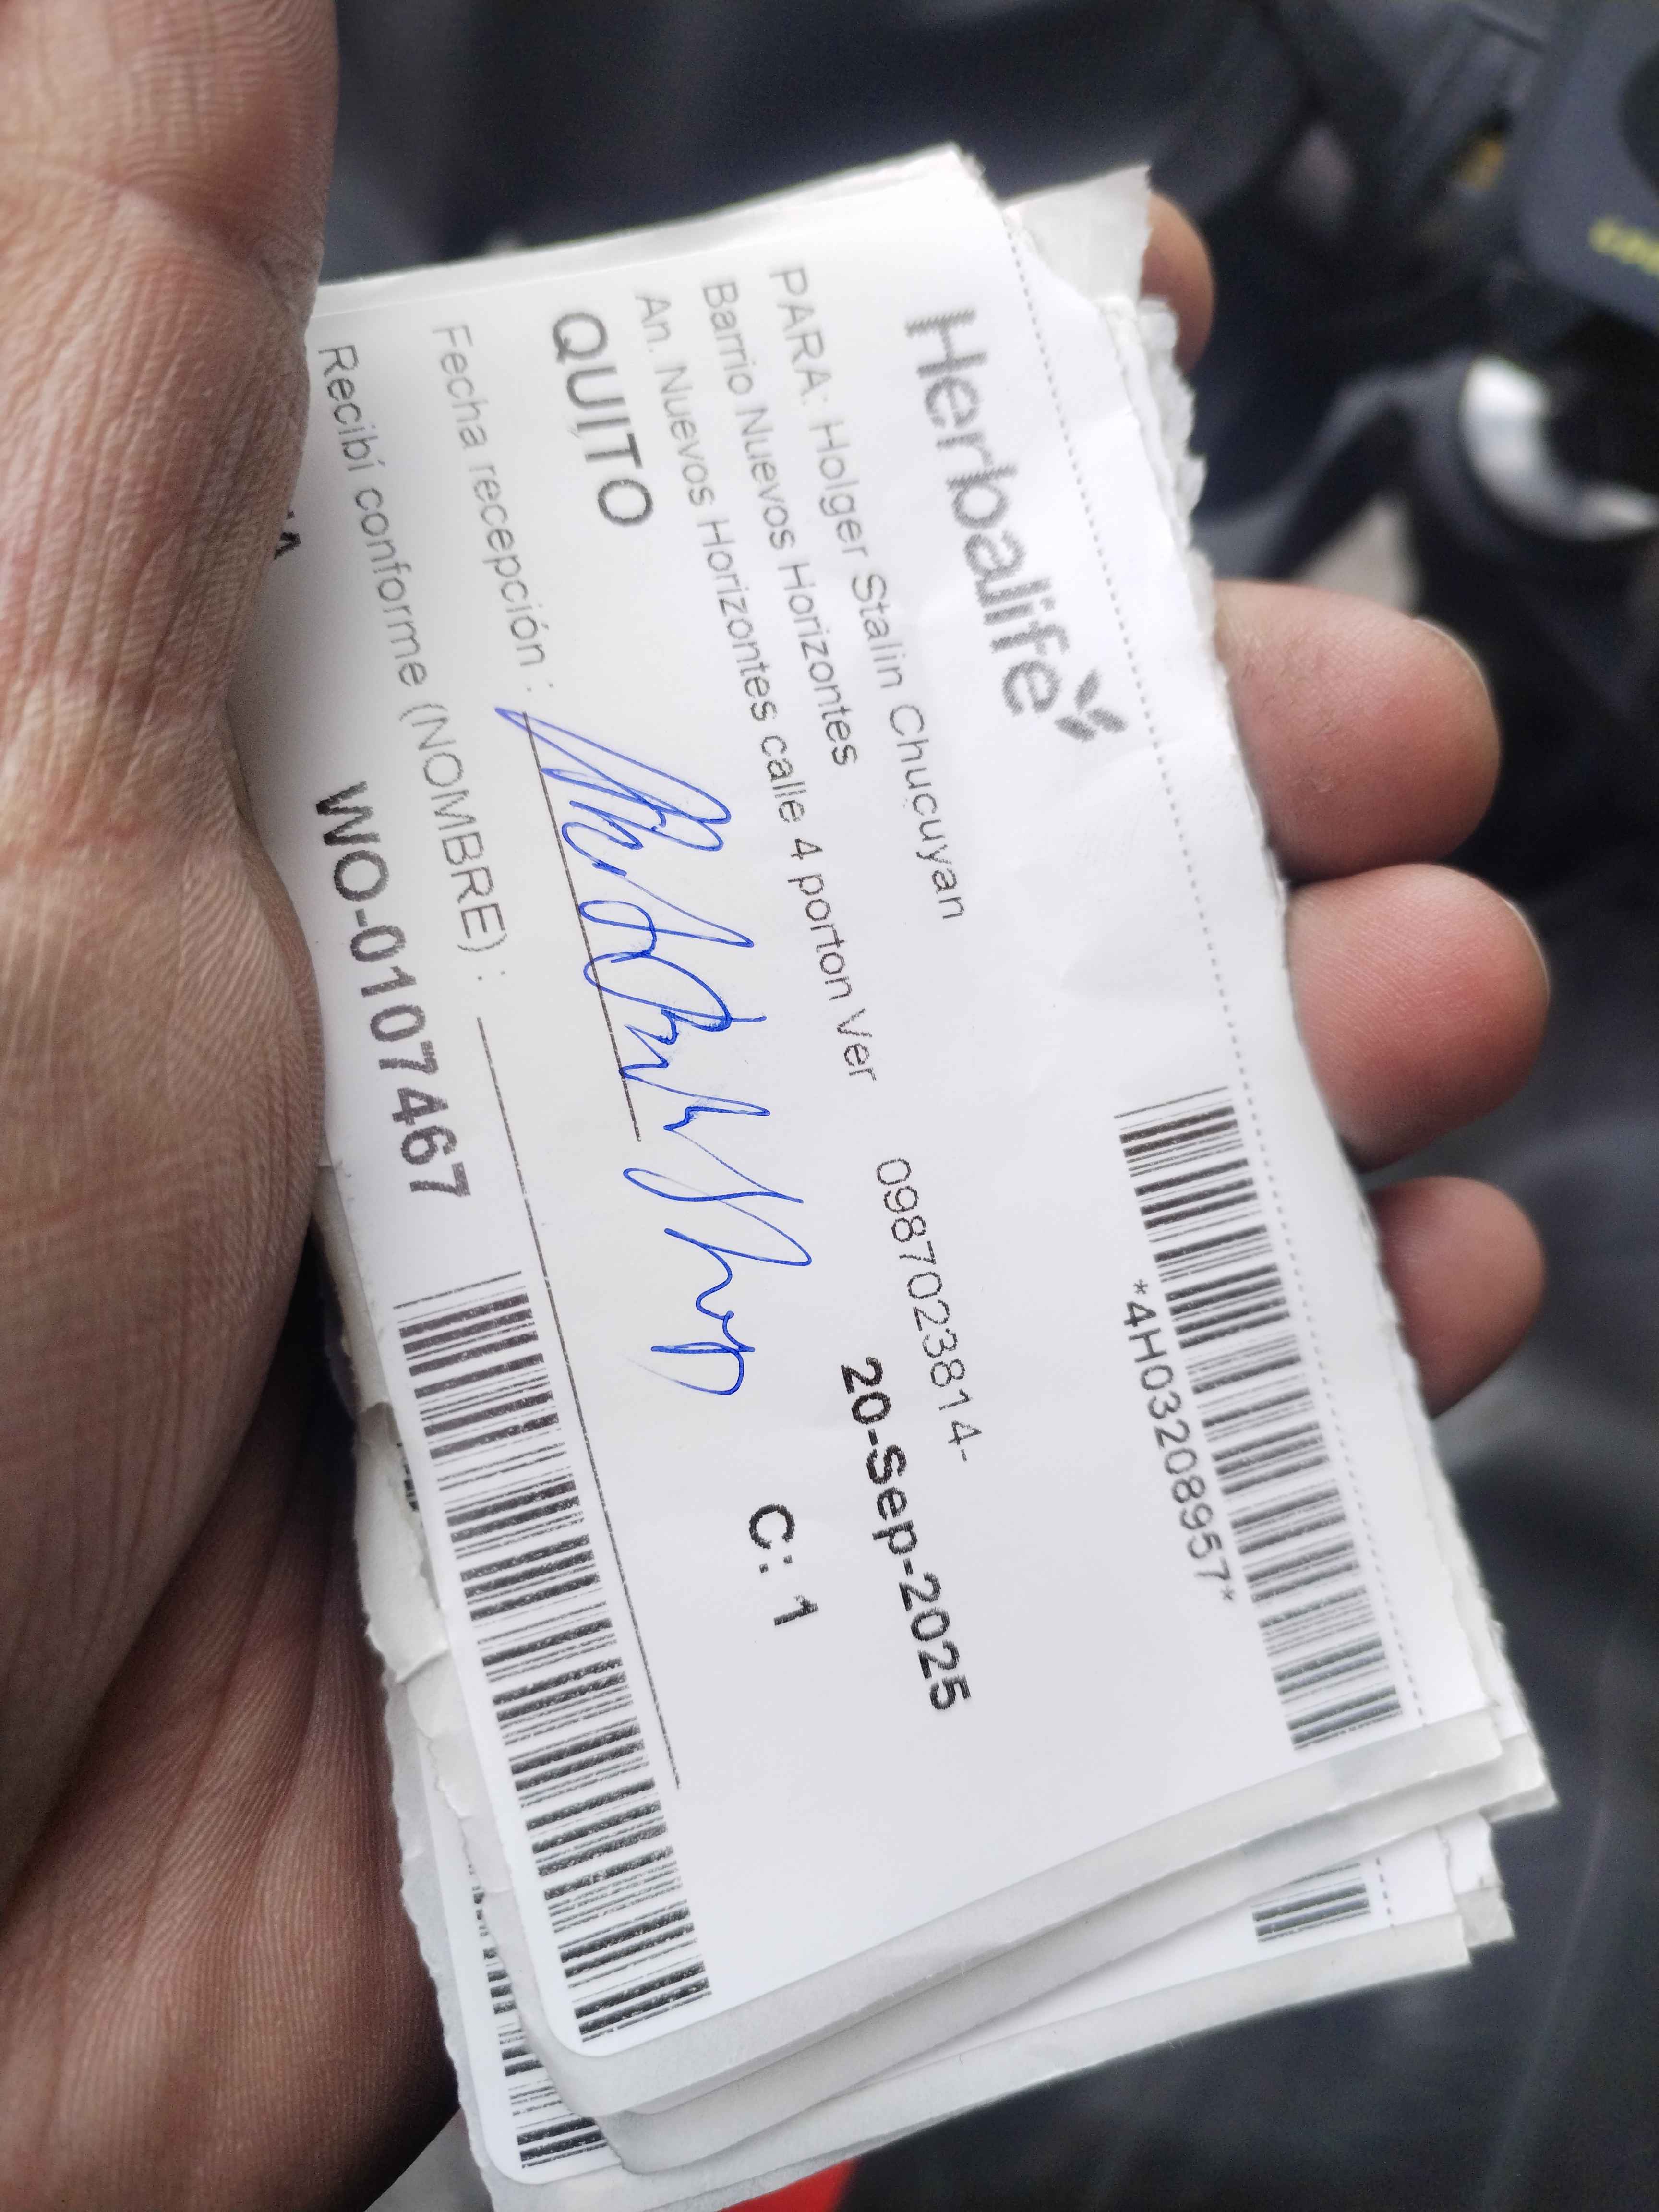 Herbalife
*4H03208957*
PARA: Holger Stalin Chucuyan
0987023814-
Barrio Nuevos Horizontes
An. Nuevos Horizontes calle 4 porton Ver
20-Sep-2025
QUITO
C: 1
Fecha recepción :
Recibí conforme (NOMBRE) :
WO-0107467